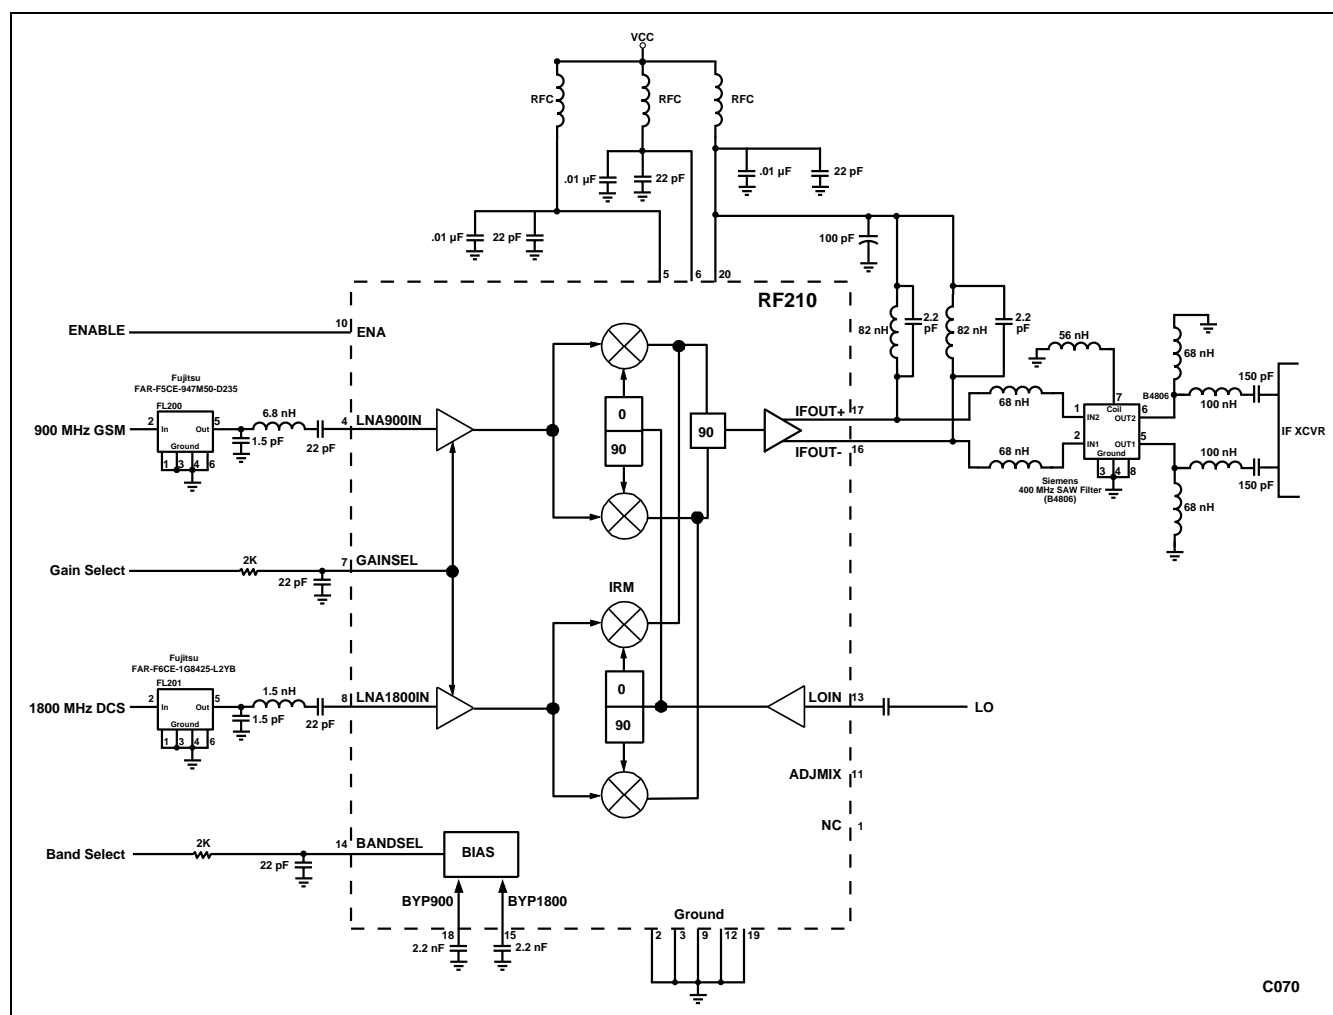 VCC
RFC
RFC
RFC
.01 µF
22 pF
.01 µF
22 pF
.01 µF
22 pF
100 pF
5
6
20
RF210
ENABLE
10
ENA
82 nH
2.2 pF
82 nH
2.2 pF
56 nH
68 nH
150 pF
Fujitsu
FAR-F5CE-947M50-D235
FL200
900 MHz GSM
2
In
Out
5
Ground
1
3
4
6
1.5 pF
6.8 nH
22 pF
4
LNA900IN
0
90
90
IFOUT+
17
IFOUT-
16
68 nH
68 nH
1
IN2
7
Coil
OUT2
B4806
6
2
IN1
OUT1
5
Ground
3
4
8
Siemens
400 MHz SAW Filter
(B4806)
100 nH
IF XCVR
100 nH
150 pF
68 nH
Gain Select
2K
22 pF
7
GAINSEL
IRM
Fujitsu
FAR-F6CE-1G8425-L2YB
FL201
1800 MHz DCS
2
In
Out
5
Ground
1
3
4
6
1.5 pF
1.5 nH
22 pF
8
LNA1800IN
0
90
LOIN
13
LO
ADJMIX
11
NC
1
Band Select
2K
22 pF
14
BANDSEL
BIAS
BYP900
BYP1800
18
15
2.2 nF
2.2 nF
Ground
2
3
9
12
19
C070